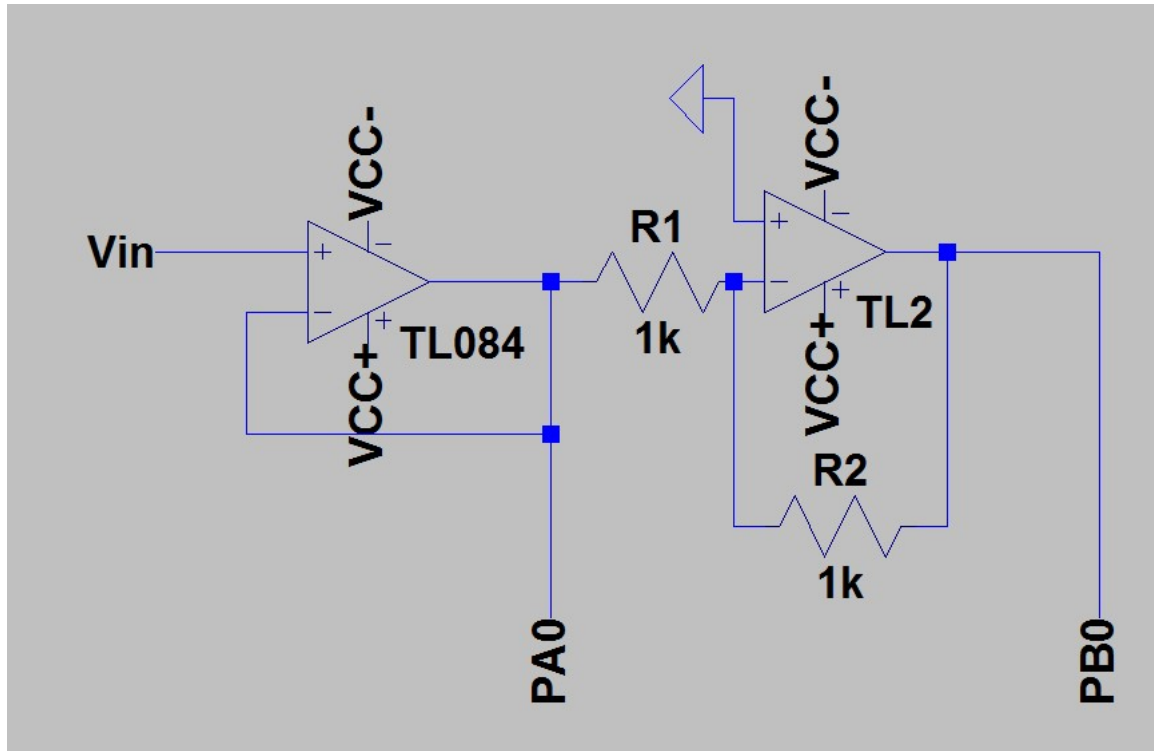 VCC-
VCC-
Vin
R1
TL084
1k
TL2
VCC+
VCC+
R2
1k
PA0
PB0